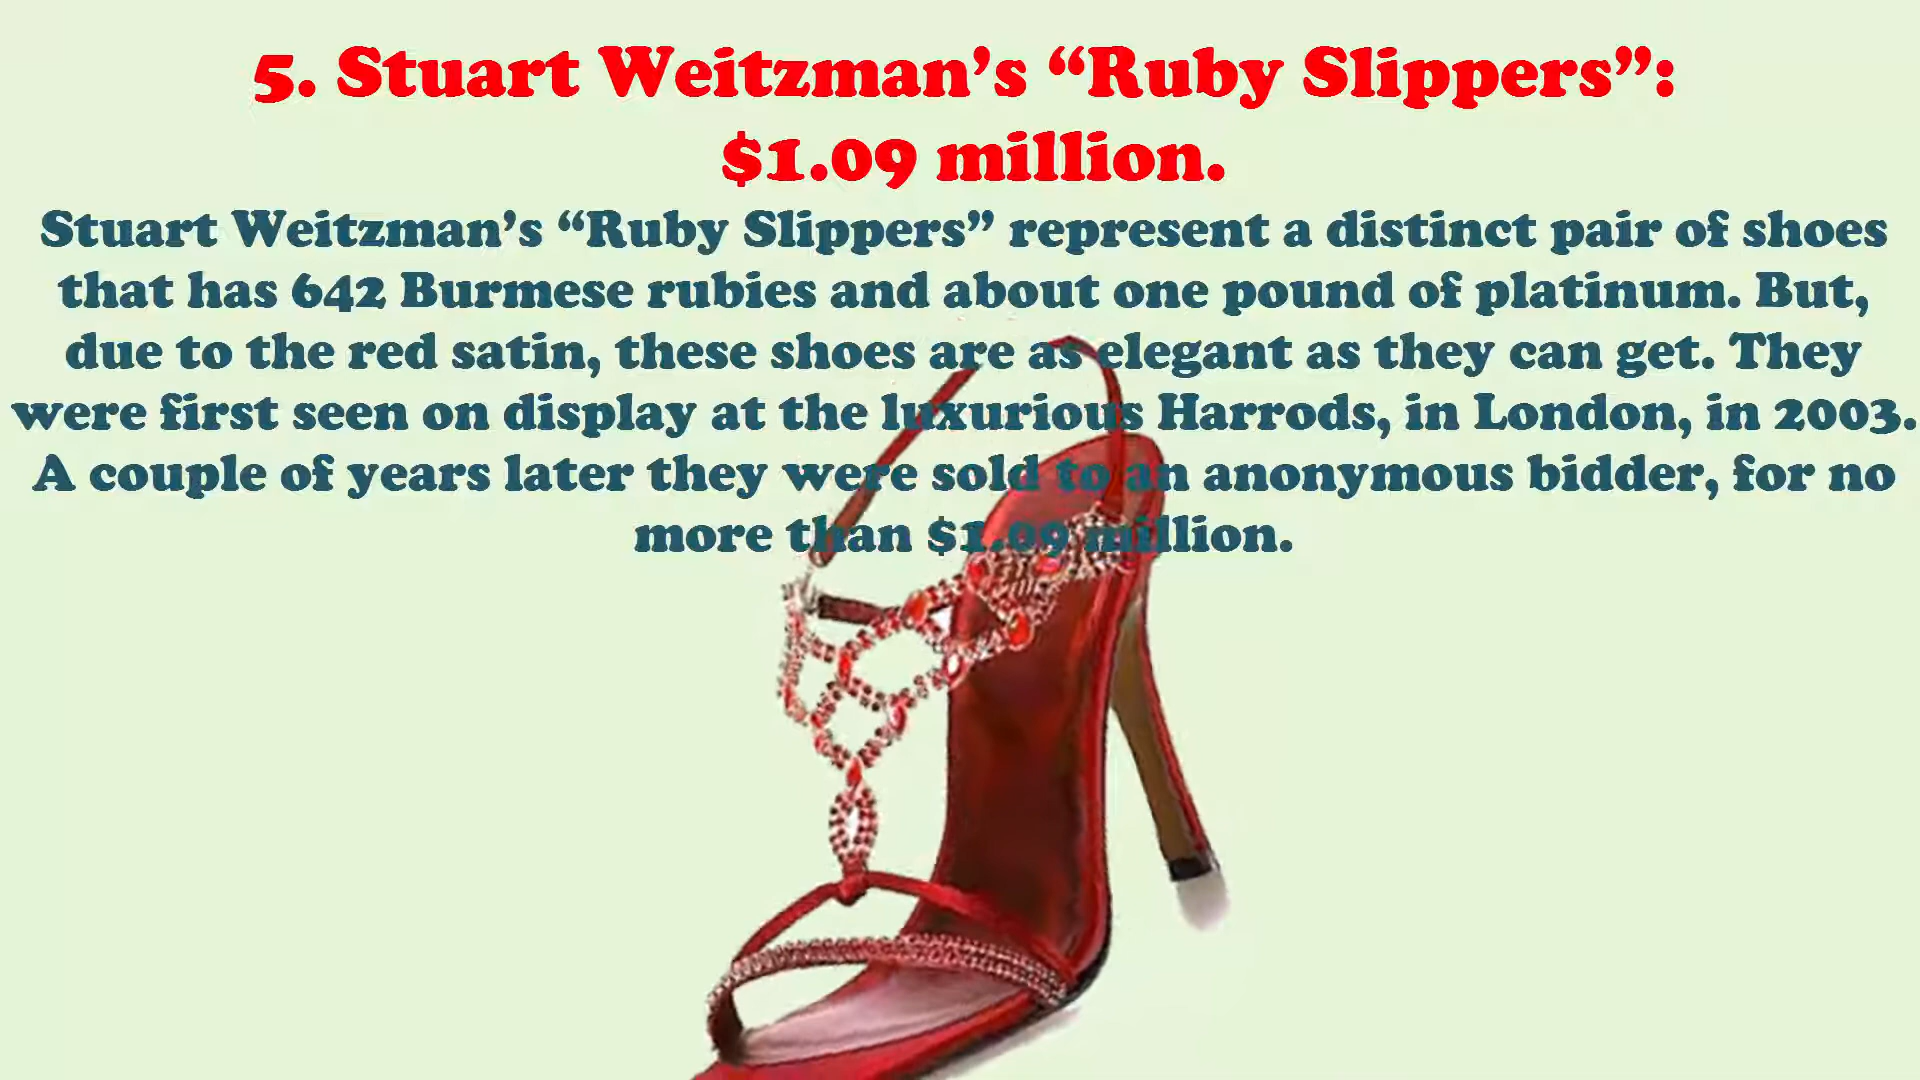 5. Stuart Weitzman’s “Ruby Slippers”:
$1.09 million.
Stuart Weitzman’s “Ruby Slippers” represent a distinct pair of shoes
that has 642 Burmese rubies and about one pound of platinum. But,
due to the red satin, these shoes are as elegant as they can get. They
were first seen on display at the luxurious Harrods, in London, in 2003.
A couple of years later they were sold to an anonymous bidder, for no
more than $1.09 million.